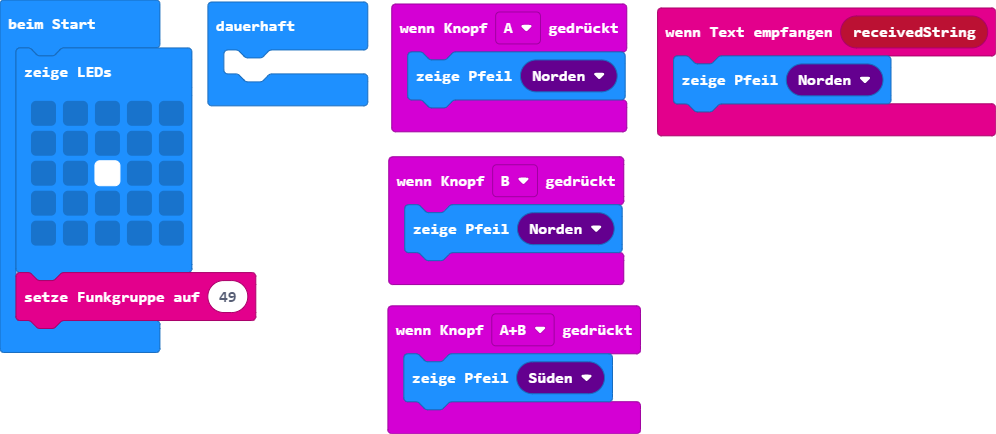 beim Start
zeige LEDs
setze Funkgruppe auf 49
dauerhaft
wenn Knopf A gedrückt
zeige Pfeil Norden
wenn Knopf B gedrückt
zeige Pfeil Norden
wenn Knopf A+B gedrückt
zeige Pfeil Süden
wenn Text empfangen receivedString
zeige Pfeil Norden